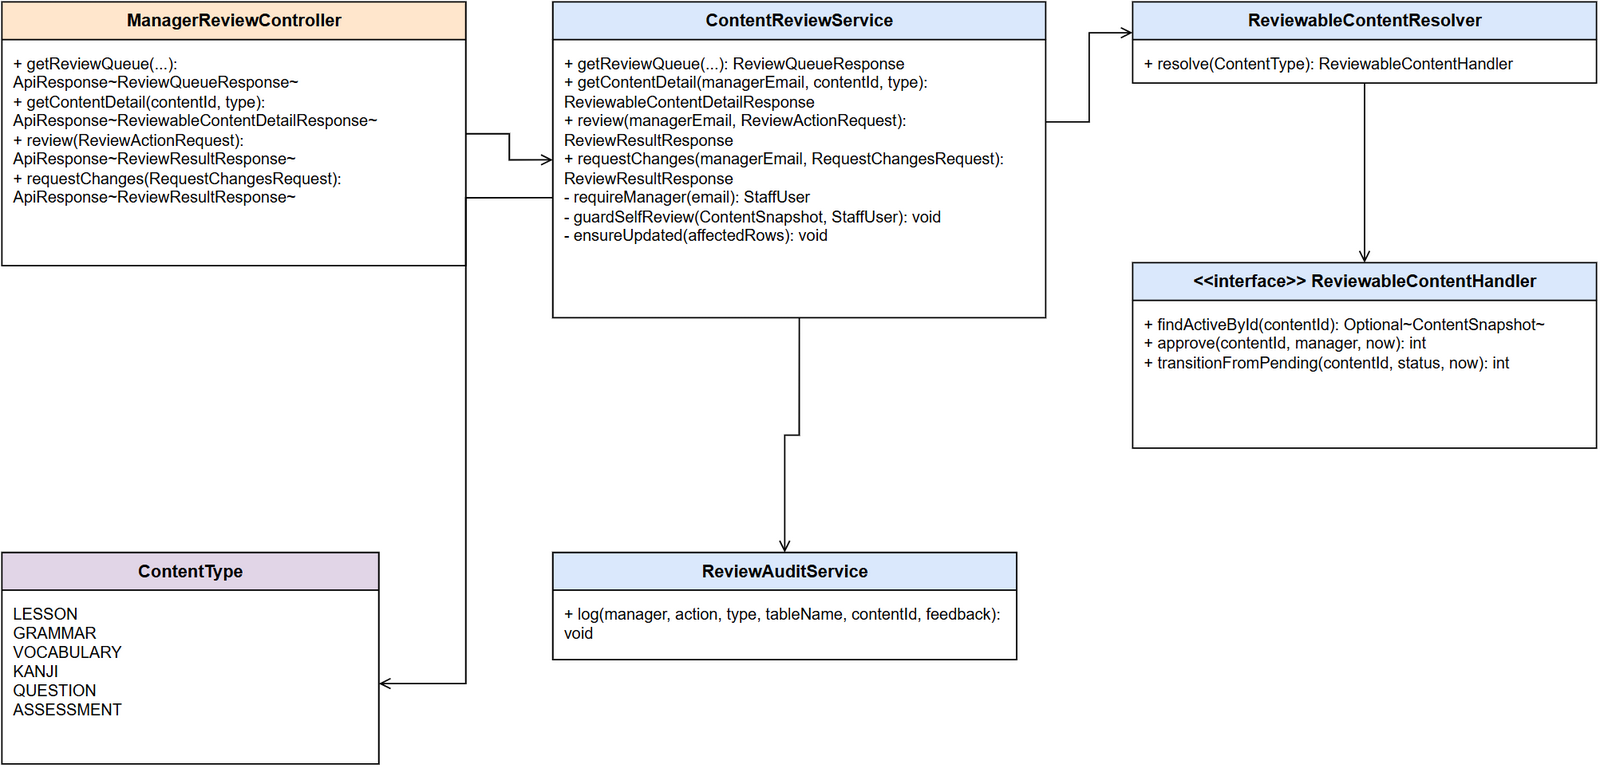 ManagerReviewController
+ getReviewQueue(...):
ApiResponse~ReviewQueueResponse~
+ getContentDetail(contentId, type):
ApiResponse~ReviewableContentDetailResponse~
+ review(ReviewActionRequest):
ApiResponse~ReviewResultResponse~
+ requestChanges(RequestChangesRequest):
ApiResponse~ReviewResultResponse~
ContentReviewService
+ getReviewQueue(...): ReviewQueueResponse
+ getContentDetail(managerEmail, contentId, type):
ReviewableContentDetailResponse
+ review(managerEmail, ReviewActionRequest):
ReviewResultResponse
+ requestChanges(managerEmail, RequestChangesRequest):
ReviewResultResponse
- requireManager(email): StaffUser
- guardSelfReview(ContentSnapshot, StaffUser): void
- ensureUpdated(affectedRows): void
ReviewableContentResolver
+ resolve(ContentType): ReviewableContentHandler
<<interface>> ReviewableContentHandler
+ findActiveById(contentId): Optional~ContentSnapshot~
+ approve(contentId, manager, now): int
+ transitionFromPending(contentId, status, now): int
ContentType
LESSON
GRAMMAR
VOCABULARY
KANJI
QUESTION
ASSESSMENT
ReviewAuditService
+ log(manager, action, type, tableName, contentId, feedback):
void